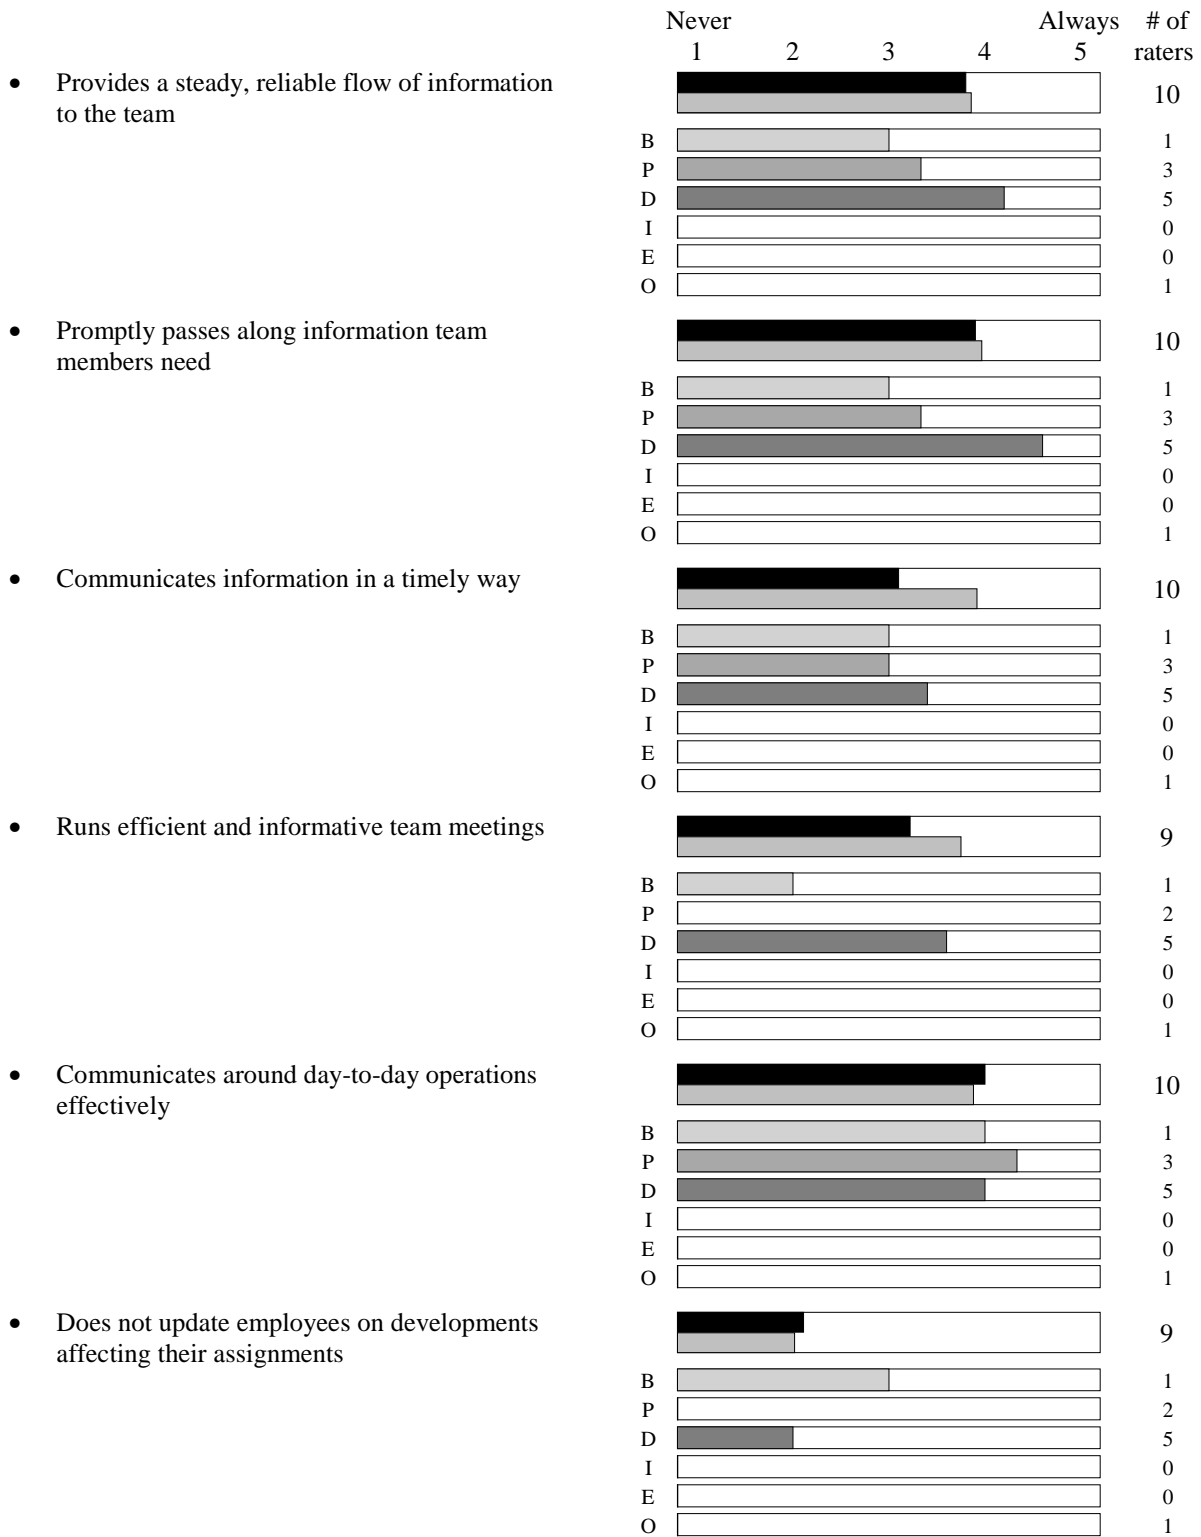 Never Always # of
1 2 3 4 5 raters
• Provides a steady, reliable flow of information 10
to the team
B 1
P 3
D 5
I 0
E 0
O 1
• Promptly passes along information team 10
members need
B 1
P 3
D 5
I 0
E 0
O 1
• Communicates information in a timely way 10
B 1
P 3
D 5
I 0
E 0
O 1
• Runs efficient and informative team meetings 9
B 1
P 2
D 5
I 0
E 0
O 1
• Communicates around day-to-day operations 10
effectively
B 1
P 3
D 5
I 0
E 0
O 1
• Does not update employees on developments 9
affecting their assignments
B 1
P 2
D 5
I 0
E 0
O 1